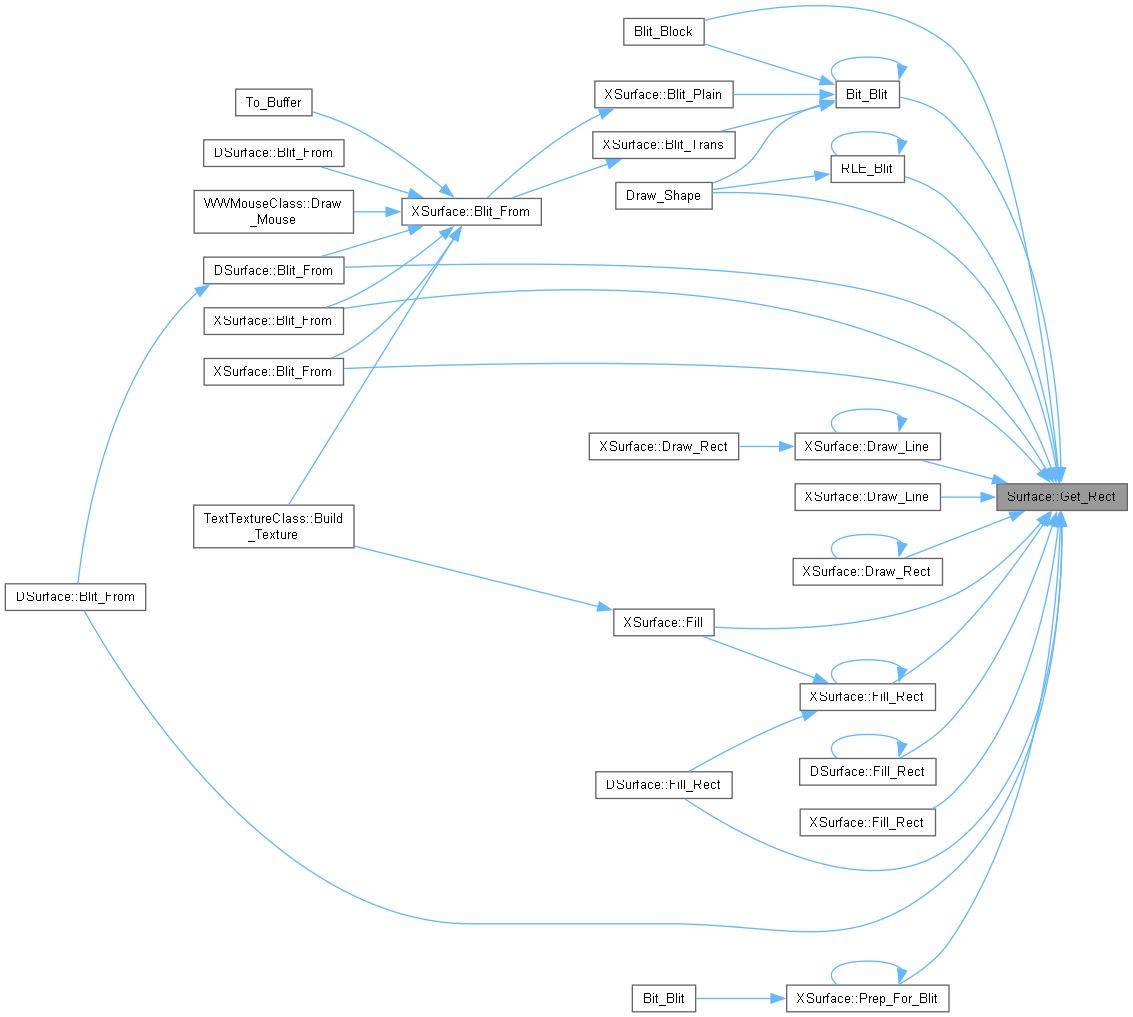 Blit_Block
Bit_Blit
XSurface::Blit_Plain
To_Buffer
XSurface::Blit_Trans
DSurface::Blit_From
RLE_Blit
Draw_Shape
WWMouseClass::Draw
_Mouse
XSurface::Blit_From
DSurface::Blit_From
XSurface::Blit_From
XSurface::Blit_From
XSurface::Draw_Rect
XSurface::Draw_Line
Surface::Get_Rect
XSurface::Draw_Line
TextTextureClass::Build
_Texture
XSurface::Draw_Rect
DSurface::Blit_From
XSurface::Fill
XSurface::Fill_Rect
DSurface::Fill_Rect
DSurface::Fill_Rect
XSurface::Fill_Rect
Bit_Blit
XSurface::Prep_For_Blit